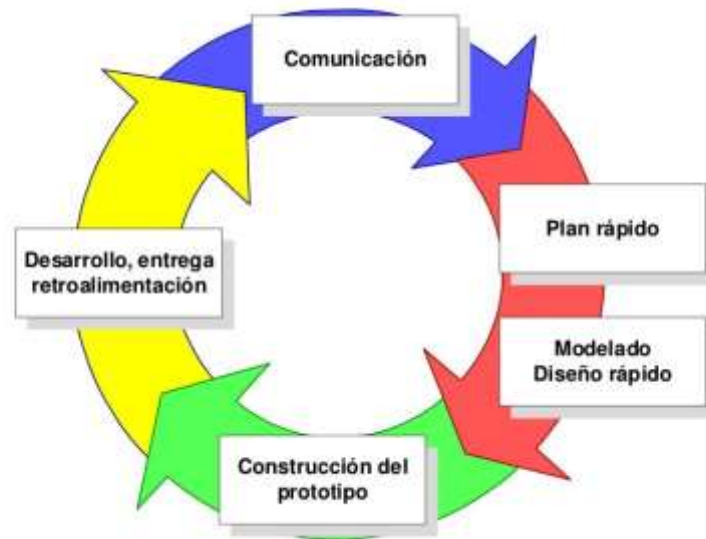 Comunicación
Plan rápido
Modelado
Diseño rápido
Construcción del
prototipo
Desarrollo, entrega
retroalimentación